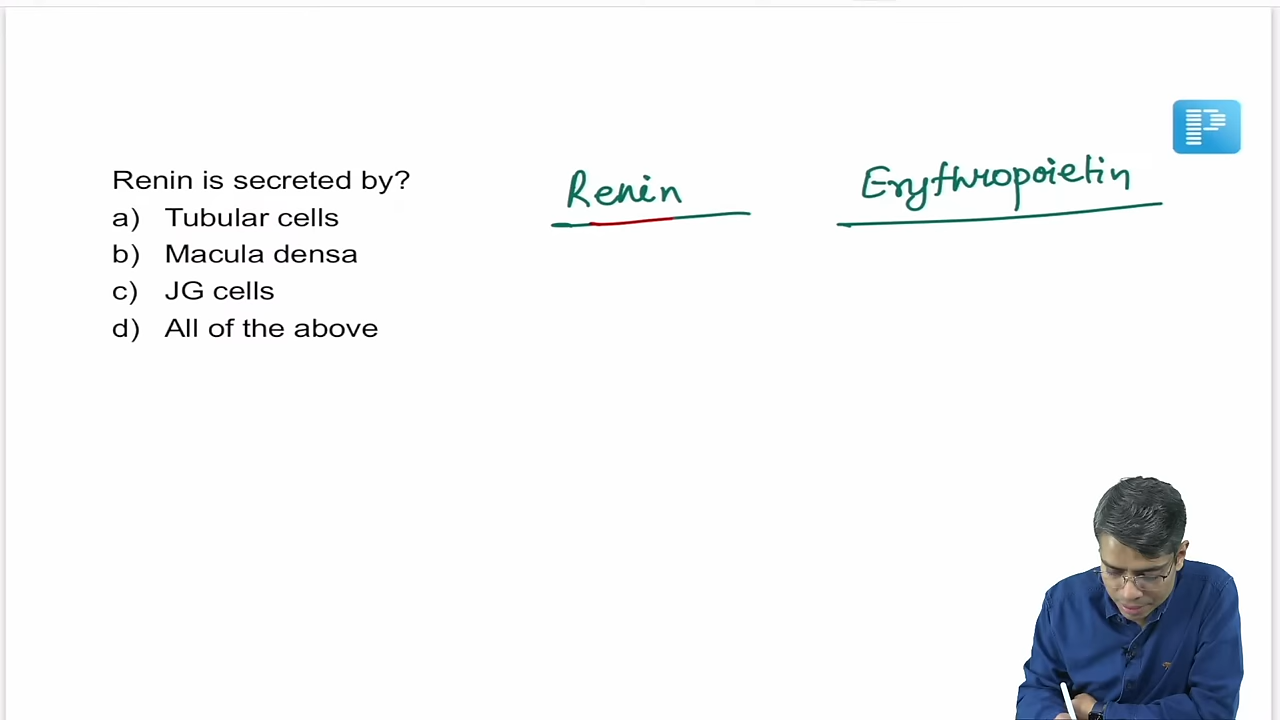 Renin is secreted by?
a) Tubular cells
b) Macula densa
c) JG cells
d) All of the above
Renin
Erythropoietin
P